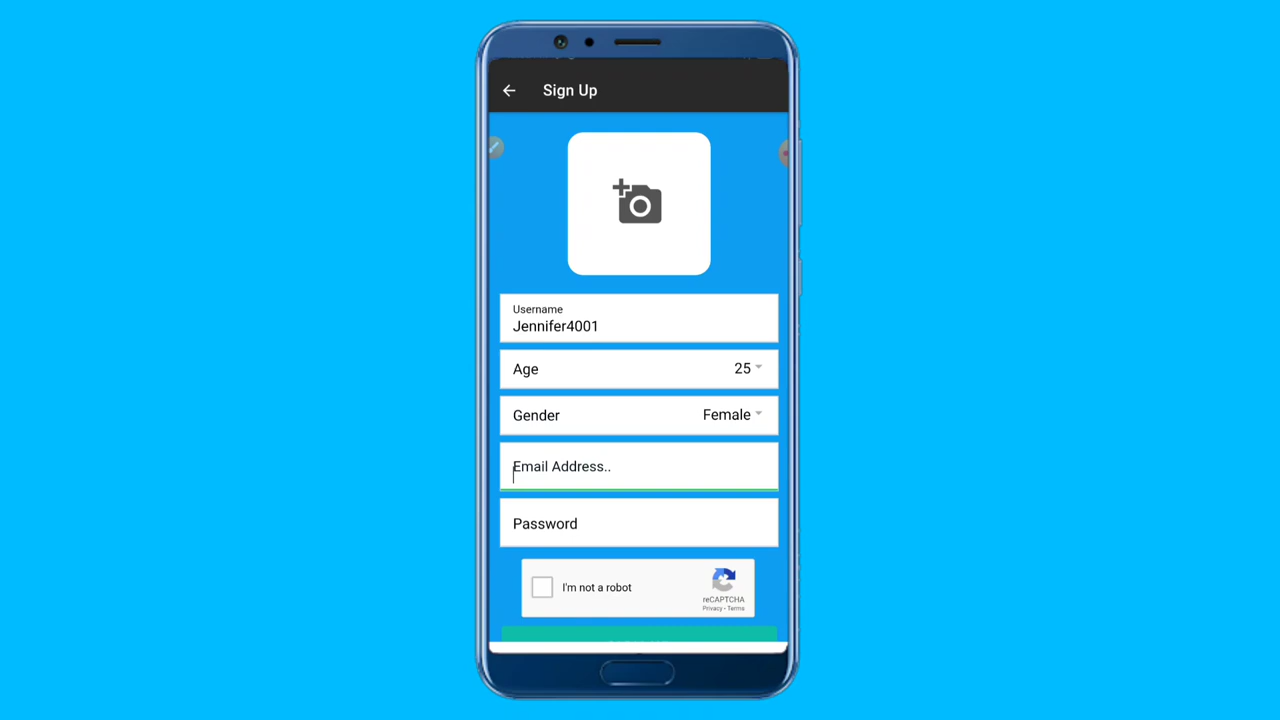 Sign Up
Username
Jennifer4001
Age 25
Gender Female
Email Address..
Password
I'm not a robot
reCAPTCHA
Privacy - Terms